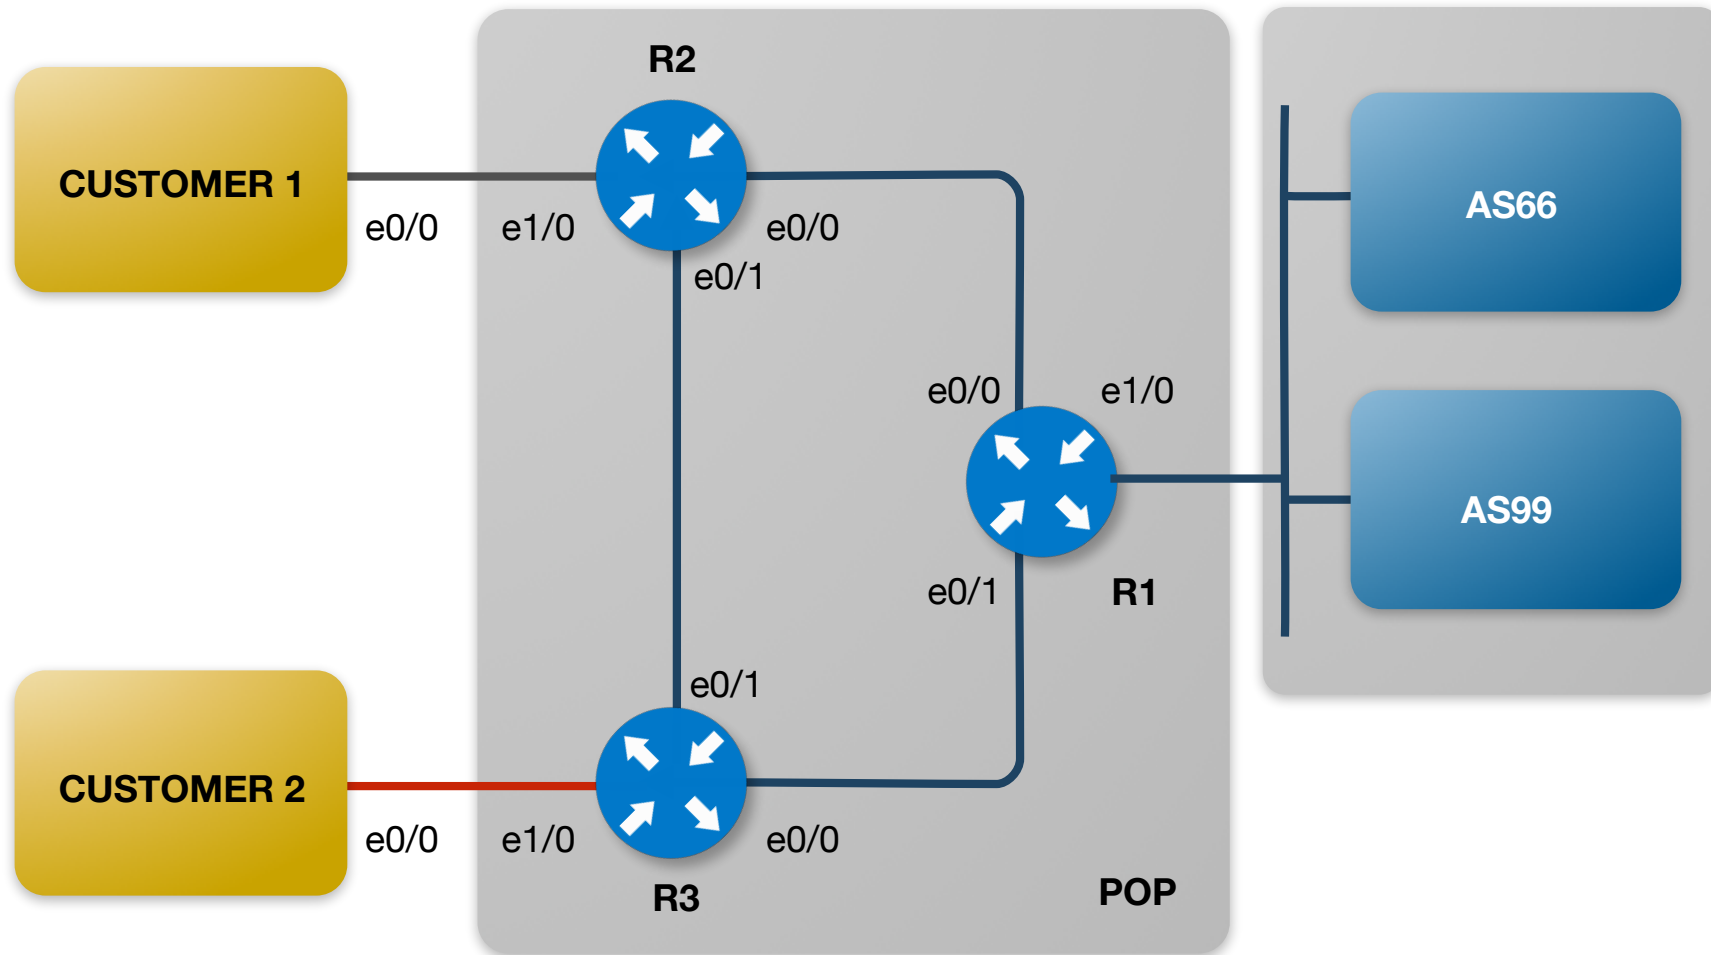 R2
CUSTOMER 1
e0/0
e1/0
e0/0
e0/1
AS66
e0/0
e1/0
AS99
e0/1
R1
e0/1
CUSTOMER 2
e0/0
e1/0
e0/0
R3
POP